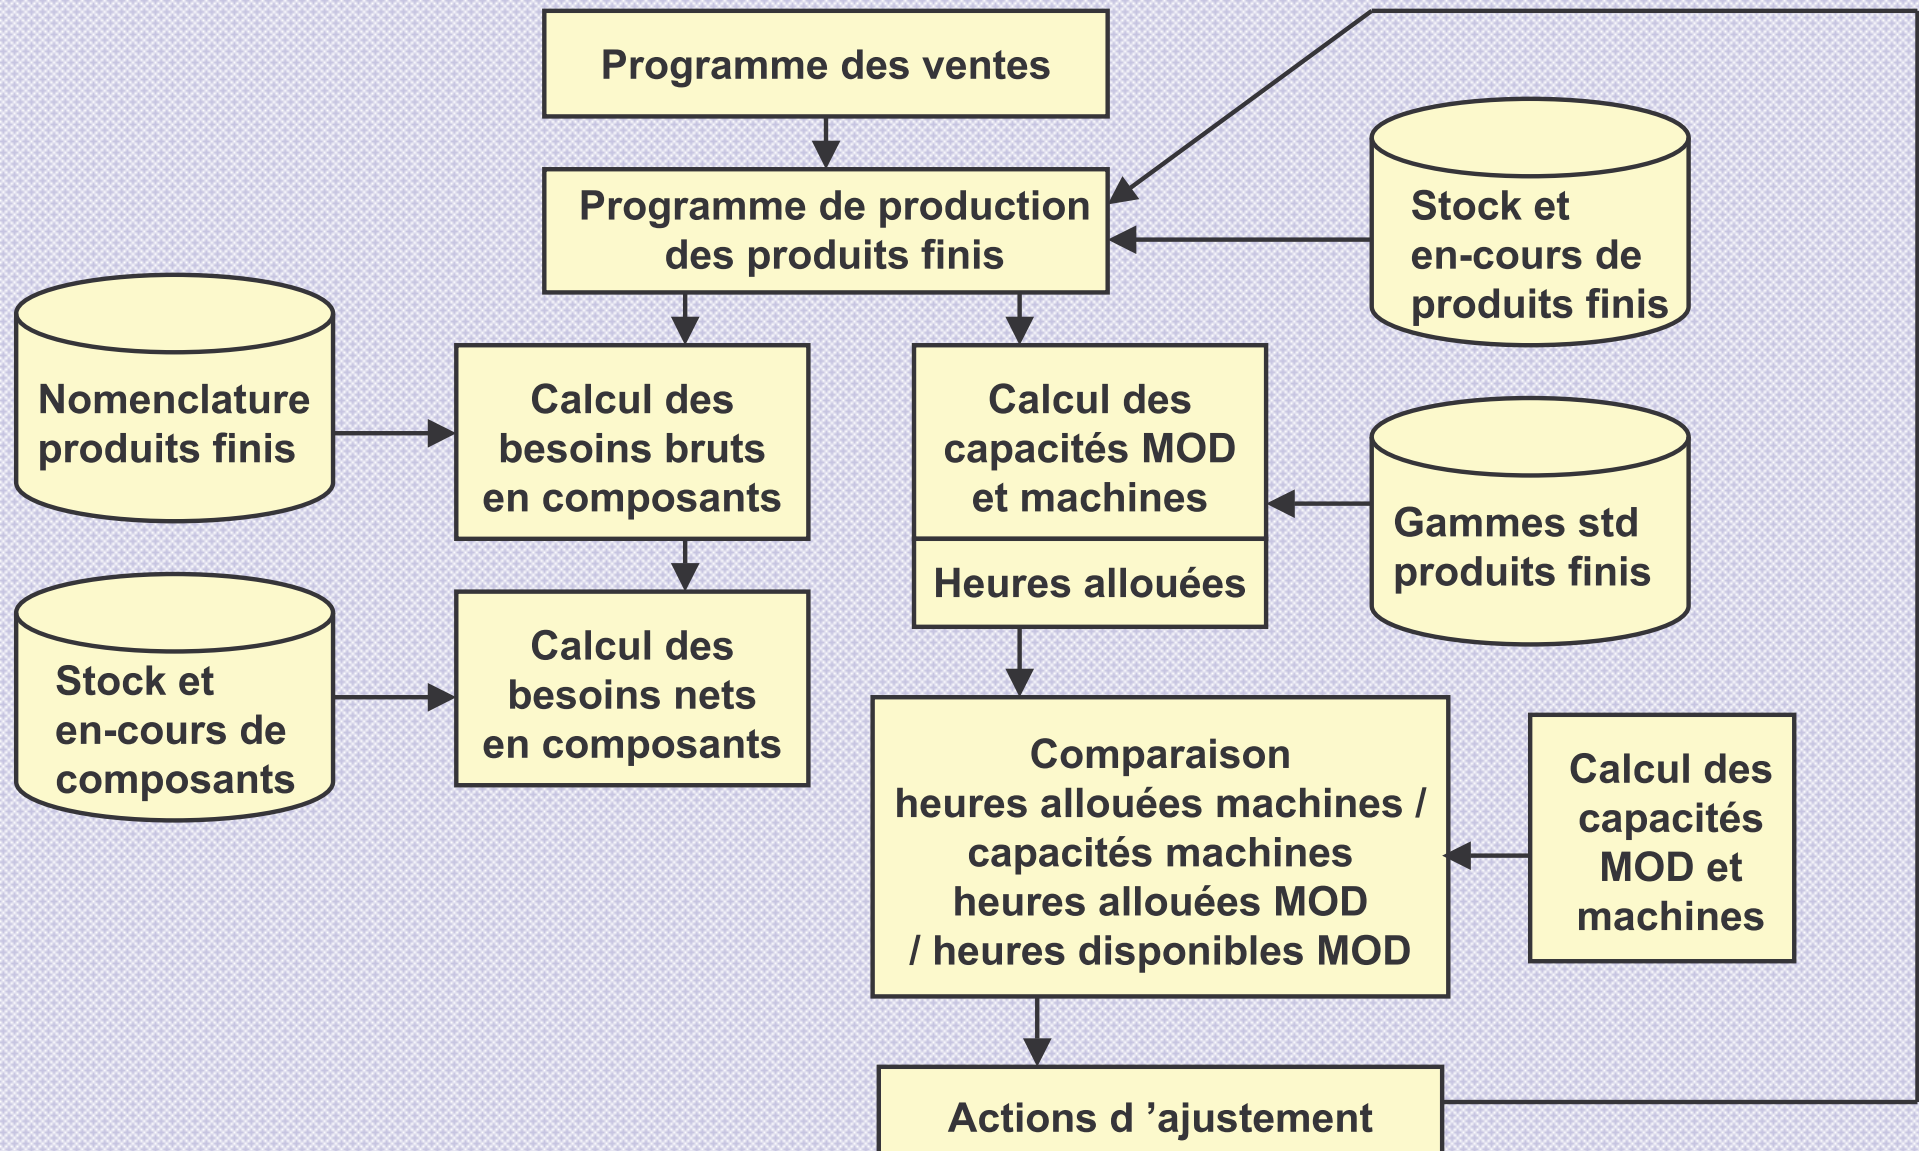 Programme des ventes
Programme de production
des produits finis
Stock et
en-cours de
produits finis
Nomenclature
produits finis
Calcul des
besoins bruts
en composants
Calcul des
capacités MOD
et machines
Heures allouées
Gammes std
produits finis
Stock et
en-cours de
composants
Calcul des
besoins nets
en composants
Comparaison
heures allouées machines /
capacités machines
heures allouées MOD
/ heures disponibles MOD
Calcul des
capacités
MOD et
machines
Actions d ’ajustement